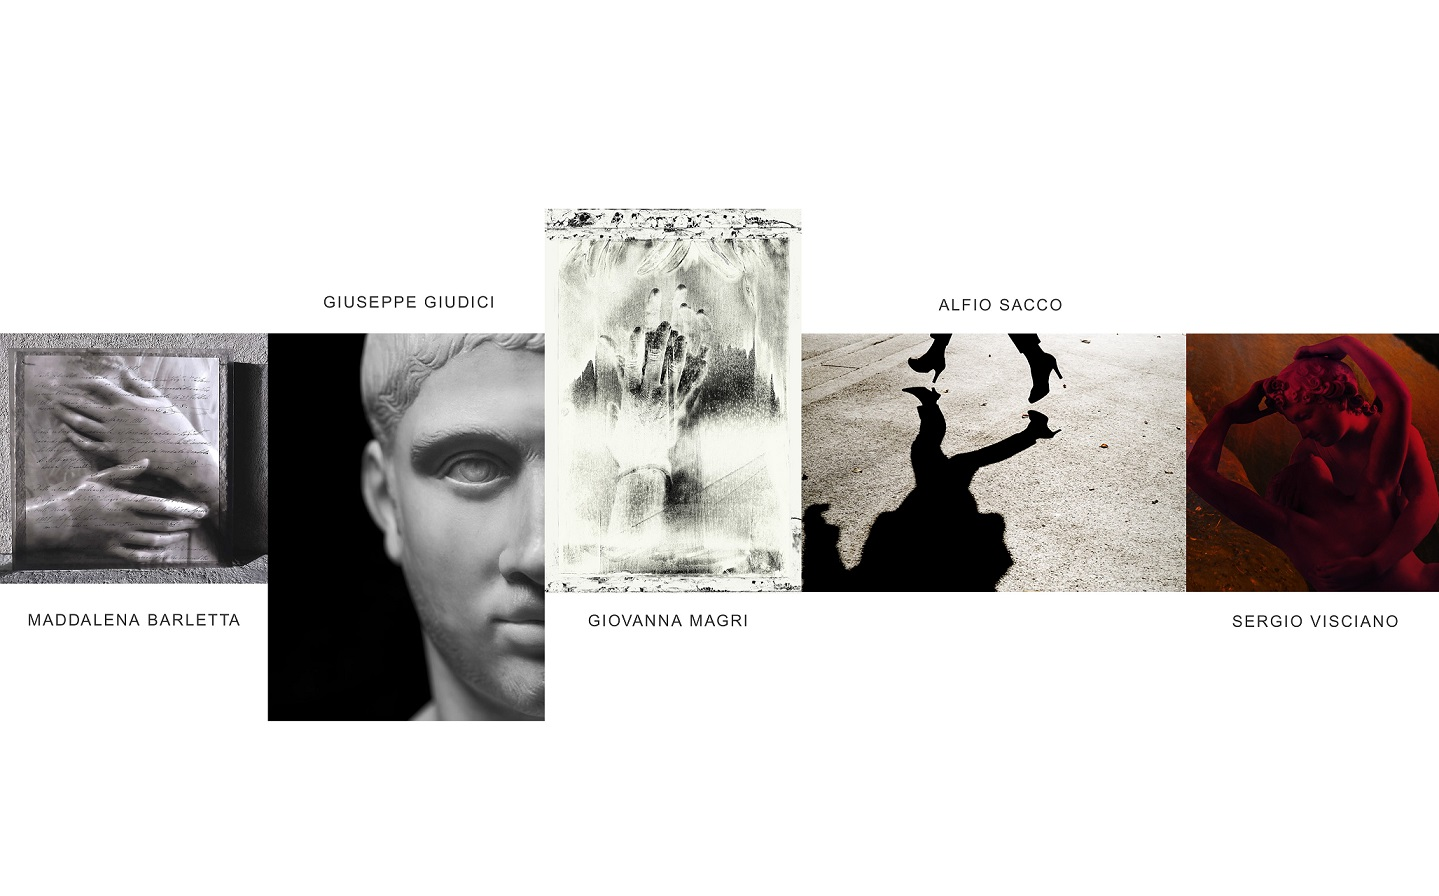 GIUSEPPE GIUDICI
ALFIO SACCO
MADDALENA BARLETTA
GIOVANNA MAGRI
SERGIO VISCIANO